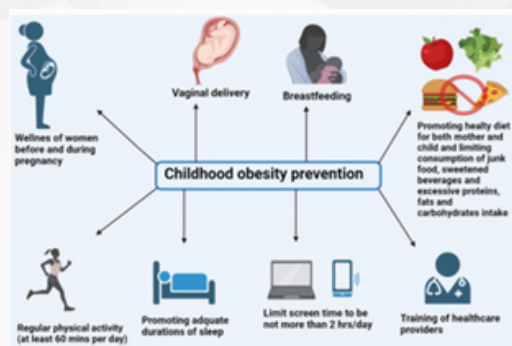 Vaginal delivery
Breastfeeding
Wellnes of women
before and during
pregnancy
Promoting healty diet
for both mother and
child and limiting
consumption of junk
food, sweetened
beverages and
excessive proteins,
fats and
carbohydrates intake
Childhood obesity prevention
Regular physical activity
(at least 60 mins per day)
Promoting adquate
durations of sleep
Limit screen time to be
not more than 2 hrs/day
Training of healthcare
providers